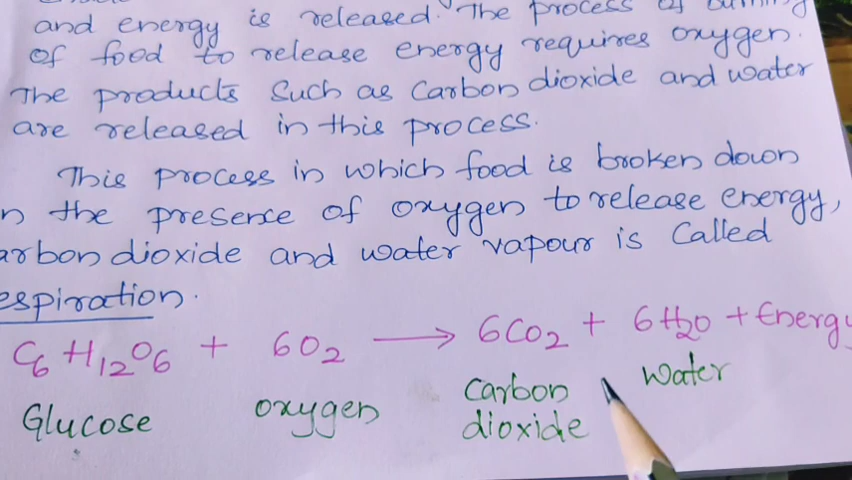 and energy is released. The process of burning
of food to release energy requires oxygen.
The products such as Carbon dioxide and water
are released in this process.
This process in which food is broken down
n the presence of oxygen to release energy,
arbon dioxide and water vapour is Called
espiration.
C6 H12O6 + 6O2 → 6CO2 + 6H2O + Energy
Glucose oxygen Carbon dioxide water